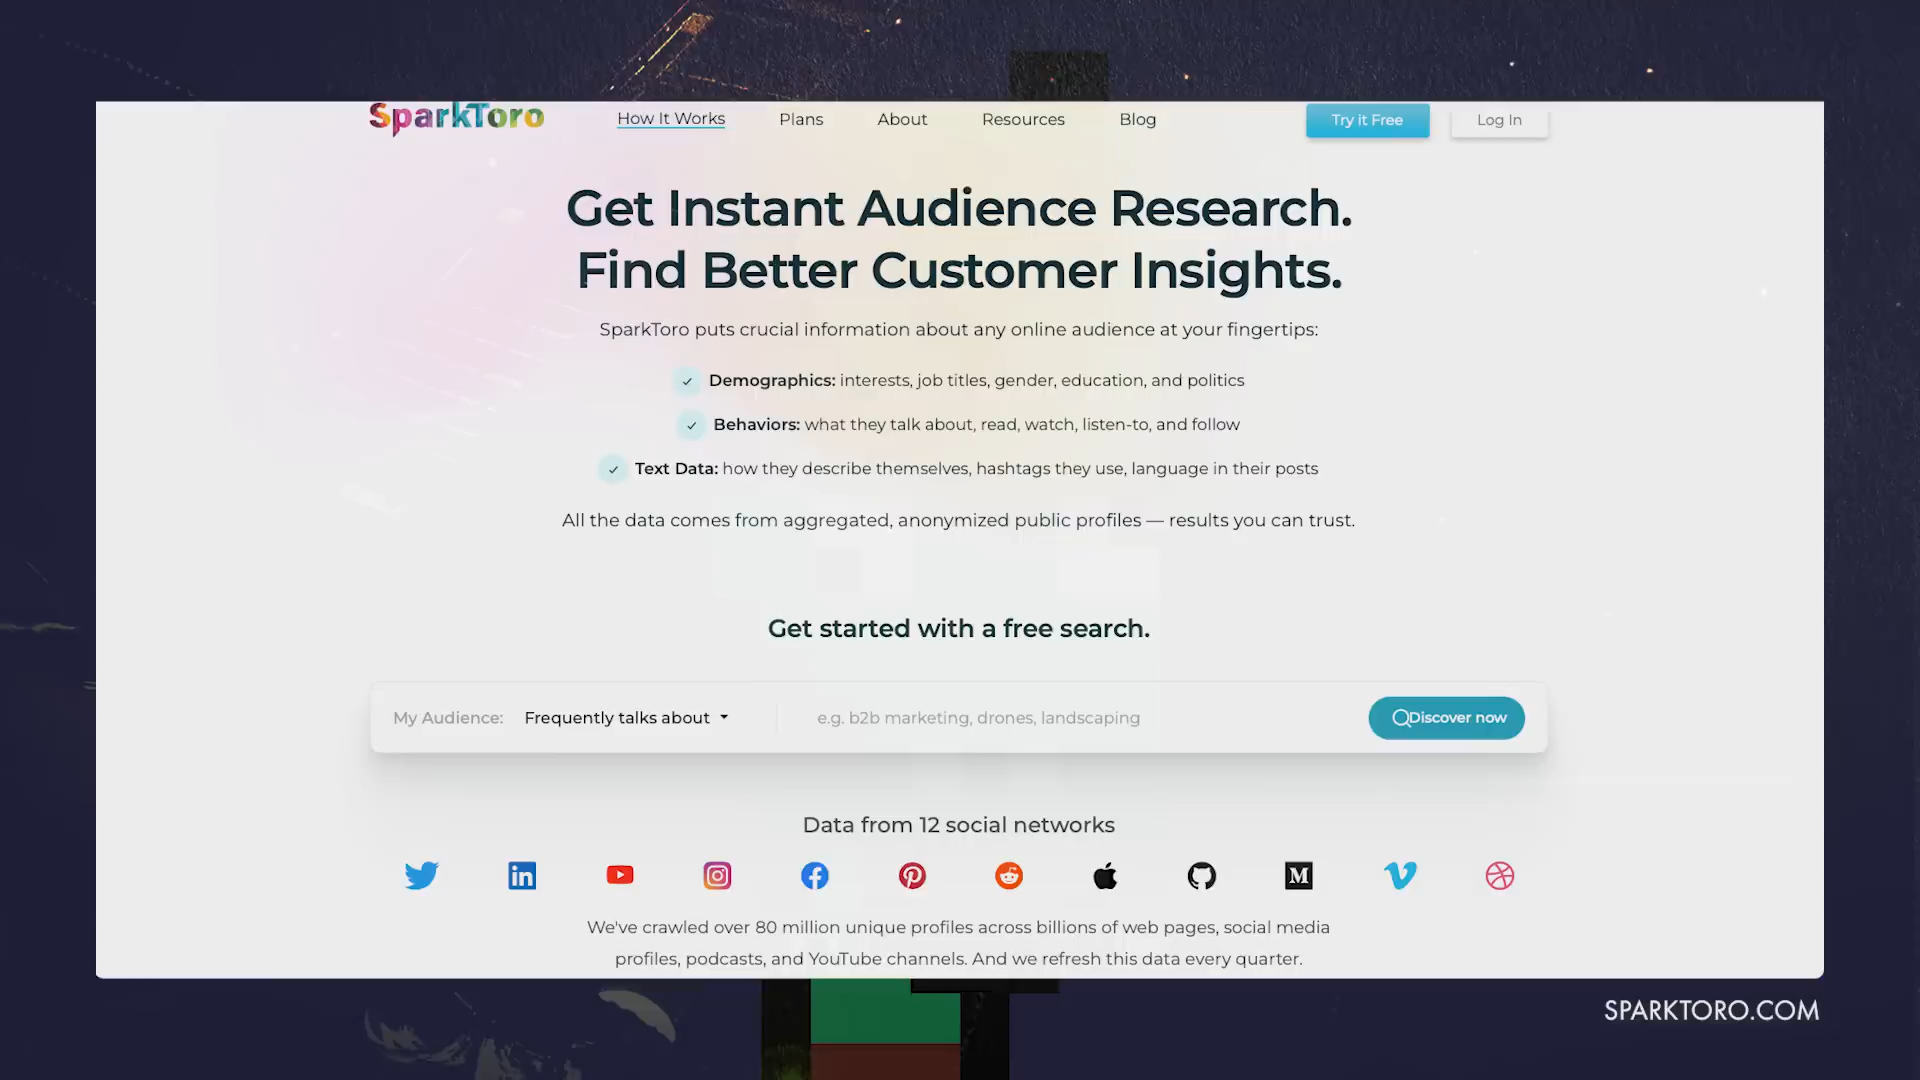 SparkToro
How It Works Plans About Resources Blog Try it Free Log In
Get Instant Audience Research.
Find Better Customer Insights.
SparkToro puts crucial information about any online audience at your fingertips:
Demographics: interests, job titles, gender, education, and politics
Behaviors: what they talk about, read, watch, listen-to, and follow
Text Data: how they describe themselves, hashtags they use, language in their posts
All the data comes from aggregated, anonymized public profiles — results you can trust.
Get started with a free search.
My Audience: Frequently talks about e.g. b2b marketing, drones, landscaping Discover now
Data from 12 social networks
in M
We've crawled over 80 million unique profiles across billions of web pages, social media
profiles, podcasts, and YouTube channels. And we refresh this data every quarter.
SPARKTORO.COM